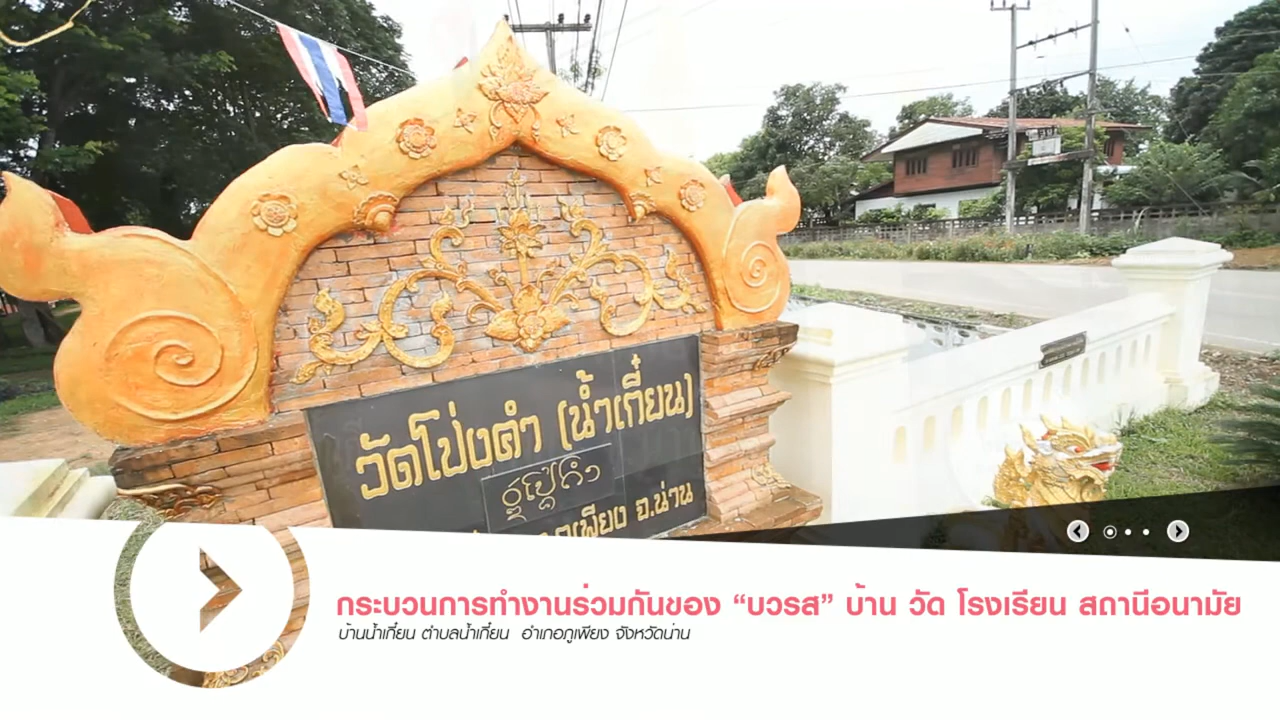 วัดโป่งคำ (น้ำเกี๋ยน)
ภูเพียง จ.น่าน
กระบวนการทำงานร่วมกันของ “บวรส” บ้าน วัด โรงเรียน สถานีอนามัย
บ้านน้ำเกี๋ยน ตำบลน้ำเกี๋ยน อำเภอภูเพียง จังหวัดน่าน